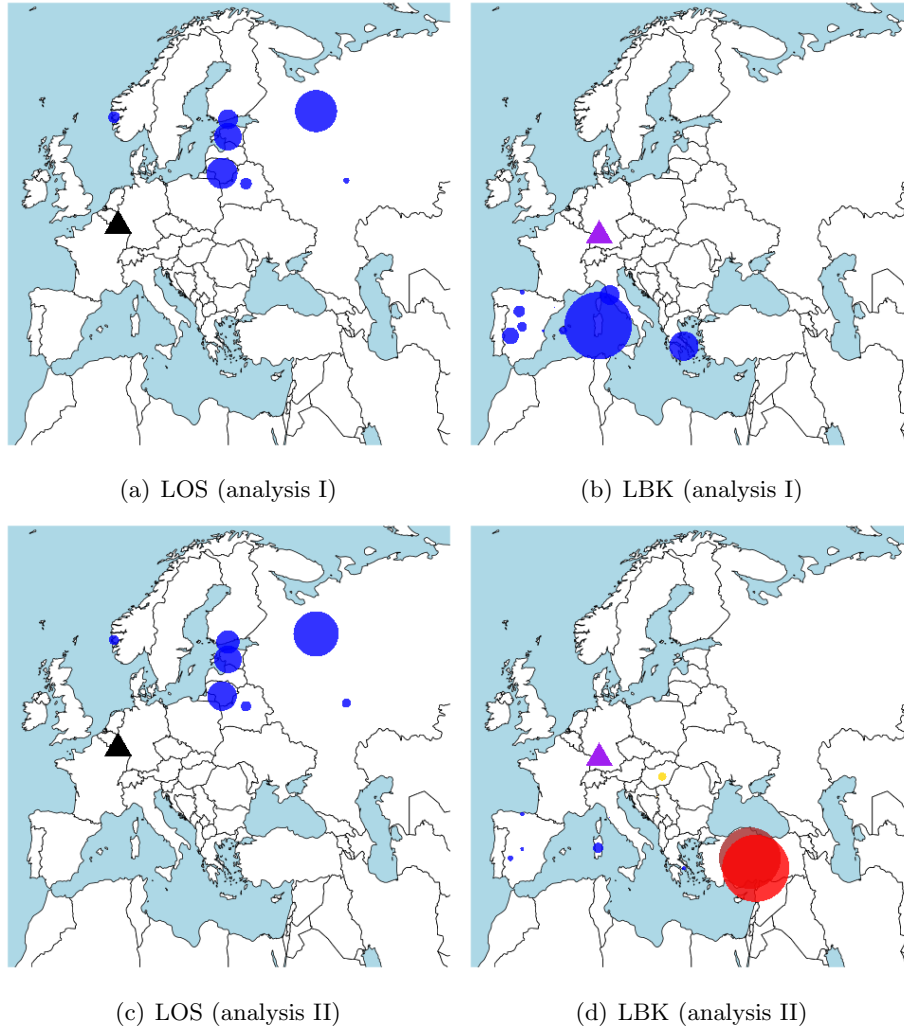 (a) LOS (analysis I)
(b) LBK (analysis I)
(c) LOS (analysis II)
(d) LBK (analysis II)